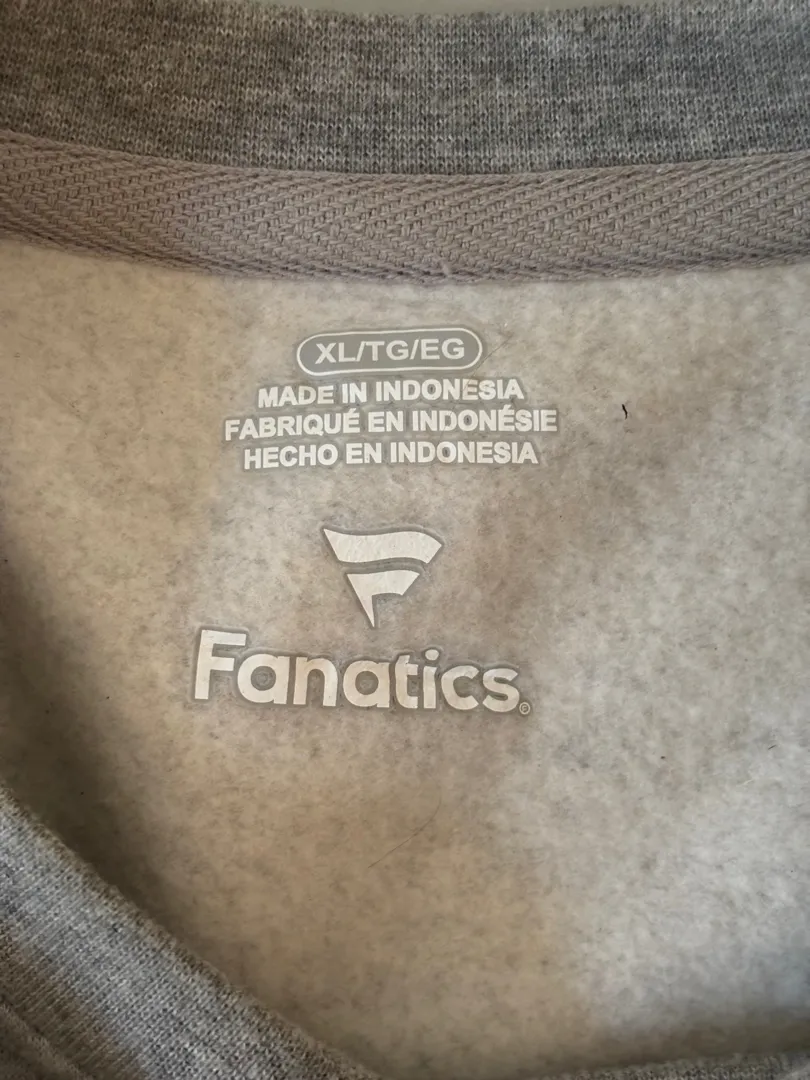 XL/TG/EG
MADE IN INDONESIA
FABRIQUÉ EN INDONÉSIE
HECHO EN INDONESIA
Fanatics®